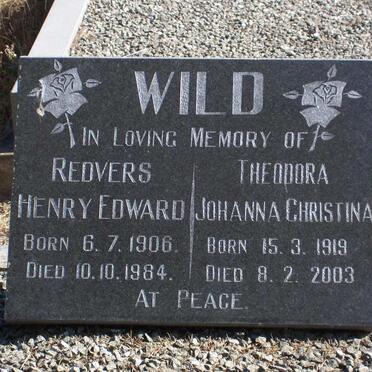 WILD
IN LOVING MEMORY OF
REDVERS
HENRY EDWARD
BORN 6.7.1906.
DIED 10.10.1984.
THEODORA
JOHANNA CHRISTINA
BORN 15.3.1919
DIED 8.2.2003
AT PEACE.